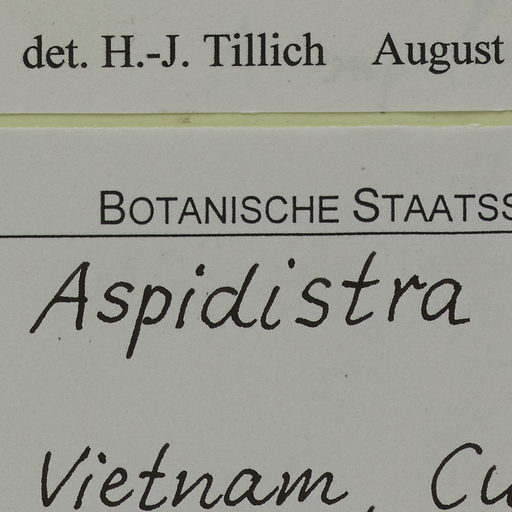 det. H.-J. Tillich August
BOTANISCHE STAATSS
Aspidistra
Vietnam, Cu